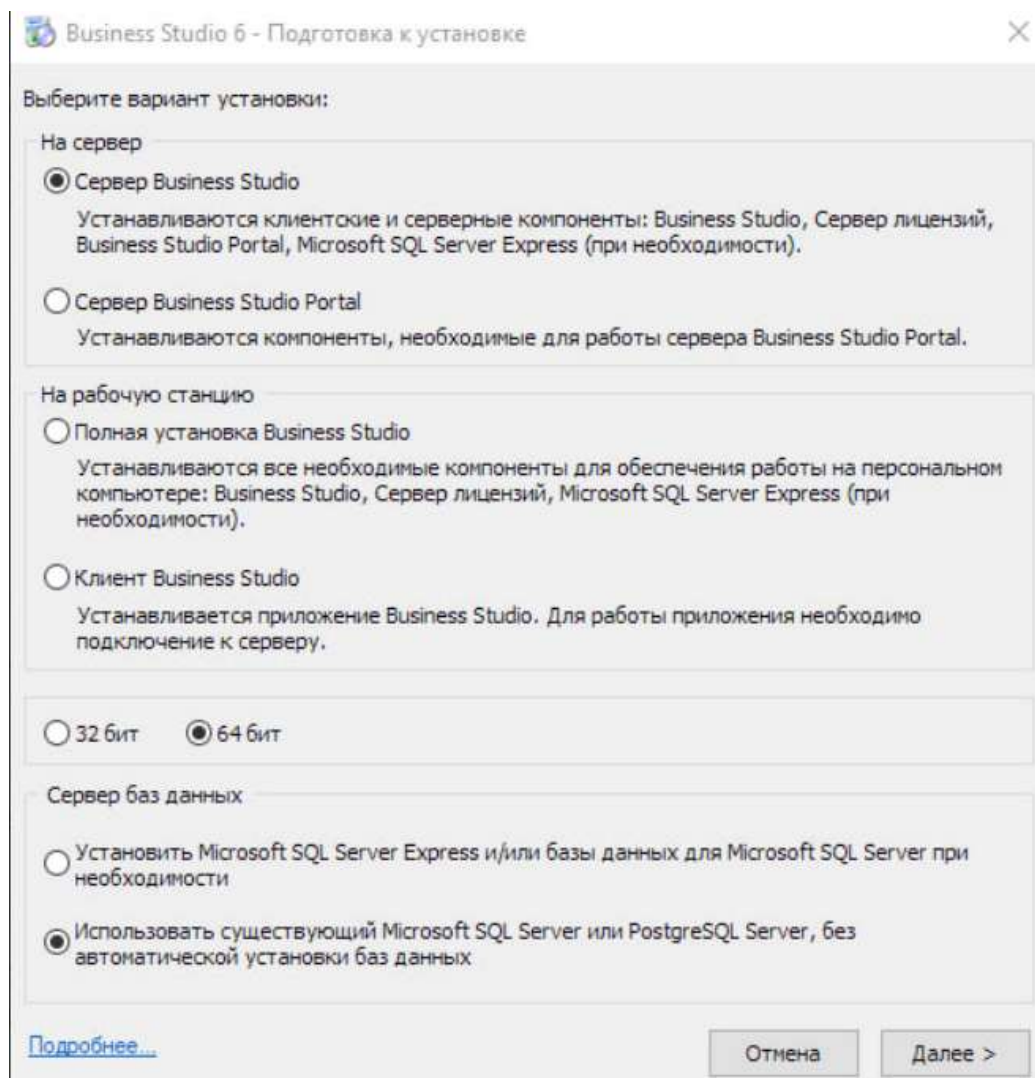 Business Studio 6 - Подготовка к установке
Выберите вариант установки:
На сервер
Сервер Business Studio
Устанавливаются клиентские и серверные компоненты: Business Studio, Сервер лицензий,
Business Studio Portal, Microsoft SQL Server Express (при необходимости).
Сервер Business Studio Portal
Устанавливаются компоненты, необходимые для работы сервера Business Studio Portal.
На рабочую станцию
Полная установка Business Studio
Устанавливаются все необходимые компоненты для обеспечения работы на персональном
компьютере: Business Studio, Сервер лицензий, Microsoft SQL Server Express (при
необходимости).
Клиент Business Studio
Устанавливается приложение Business Studio. Для работы приложения необходимо
подключение к серверу.
32 бит 64 бит
Сервер баз данных
Установить Microsoft SQL Server Express и/или базы данных для Microsoft SQL Server при
необходимости
Использовать существующий Microsoft SQL Server или PostgreSQL Server, без
автоматической установки баз данных
Подробнее... Отмена Далее >